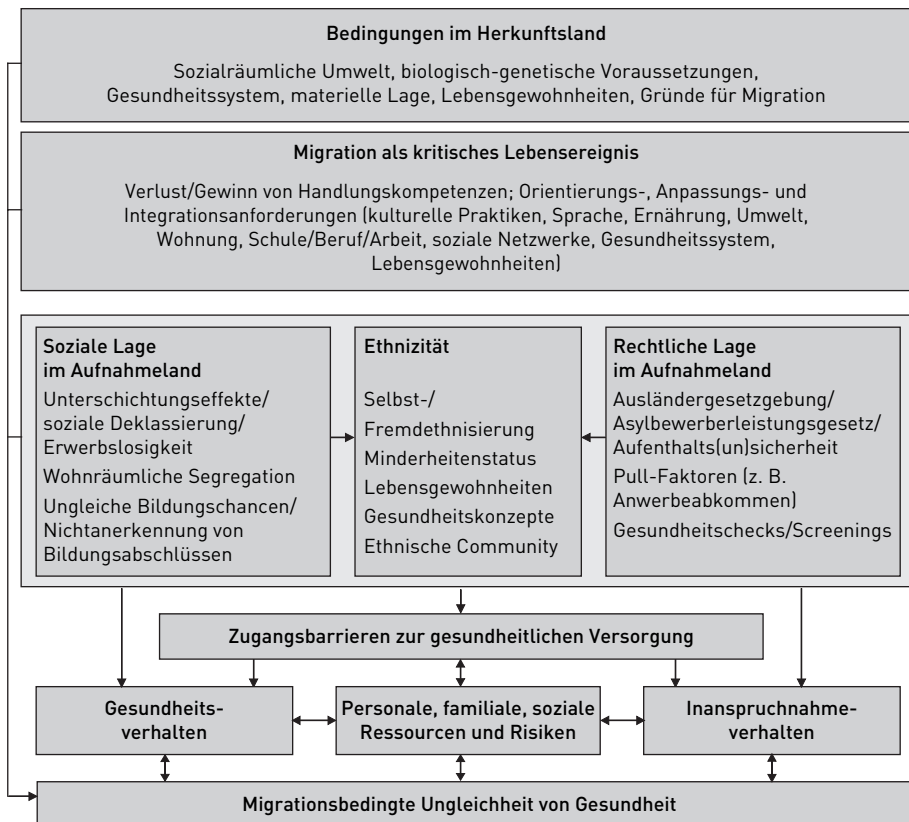 Bedingungen im Herkunftsland
Sozialräumliche Umwelt, biologisch-genetische Voraussetzungen,
Gesundheitssystem, materielle Lage, Lebensgewohnheiten, Gründe für Migration
Migration als kritisches Lebensereignis
Verlust/Gewinn von Handlungskompetenzen; Orientierungs-, Anpassungs- und
Integrationsanforderungen (kulturelle Praktiken, Sprache, Ernährung, Umwelt,
Wohnung, Schule/Beruf/Arbeit, soziale Netzwerke, Gesundheitssystem,
Lebensgewohnheiten)
Soziale Lage
im Aufnahmeland
Unterschichtungseffekte/
soziale Deklassierung/
Erwerbslosigkeit
Wohnräumliche Segregation
Ungleiche Bildungschancen/
Nichtanerkennung von
Bildungsabschlüssen
Ethnizität
Selbst-/
Fremdethnisierung
Minderheitenstatus
Lebensgewohnheiten
Gesundheitskonzepte
Ethnische Community
Rechtliche Lage
im Aufnahmeland
Ausländergesetzgebung/
Asylbewerberleistungsgesetz/
Aufenthalts(un)sicherheit
Pull-Faktoren (z. B.
Anwerbeabkommen)
Gesundheitschecks/Screenings
Zugangsbarrieren zur gesundheitlichen Versorgung
Gesundheits-
verhalten
Personale, familiale, soziale
Ressourcen und Risiken
Inanspruchnahme-
verhalten
Migrationsbedingte Ungleichheit von Gesundheit